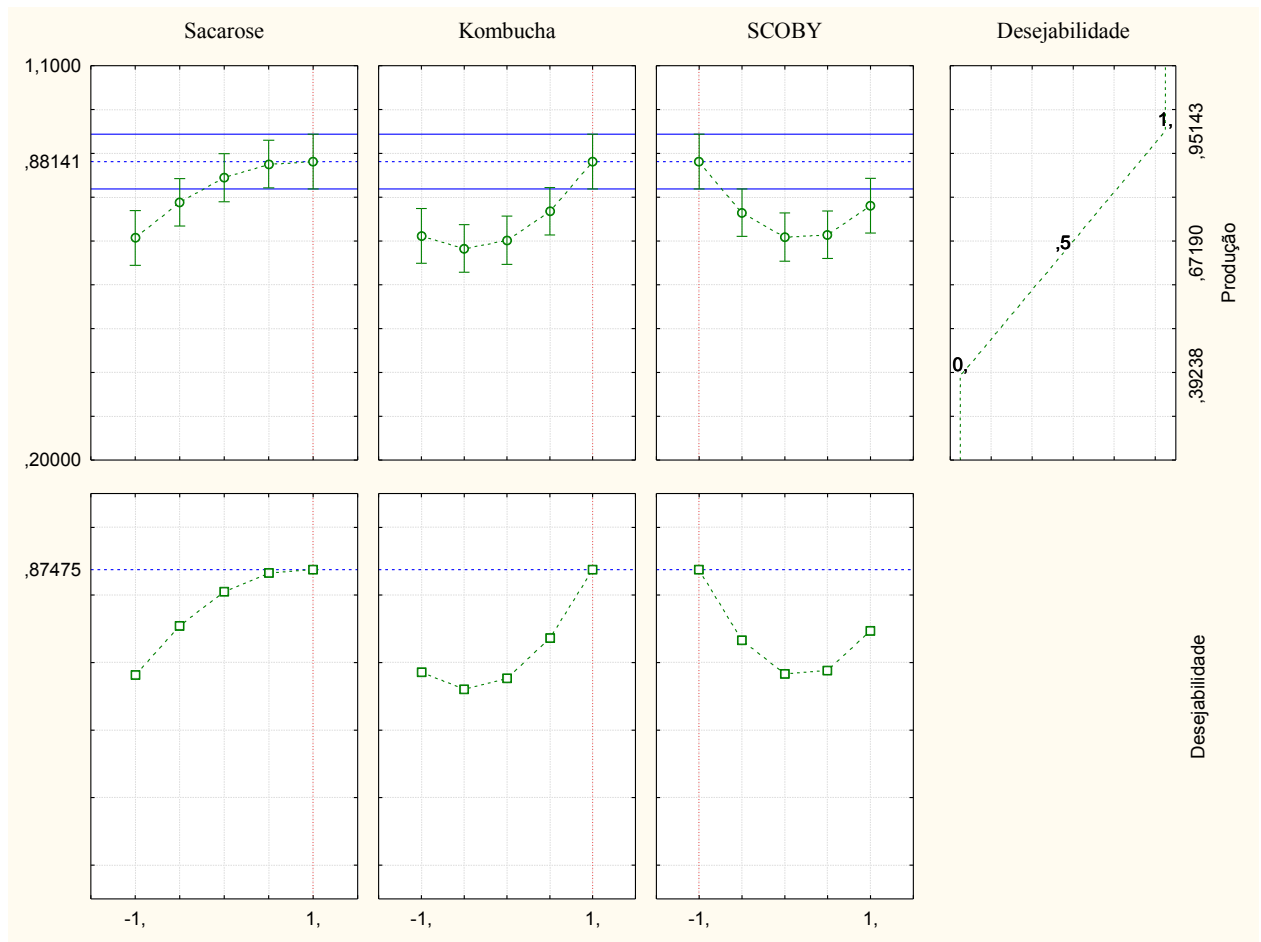 Sacarose Kombucha SCOBY Desejabilidade
1,1000
,88141
,20000
1,
,5
0,
,95143
,67190
,39238
Produção
,87475
Desejabilidade
-1, 1, -1, 1, -1, 1,